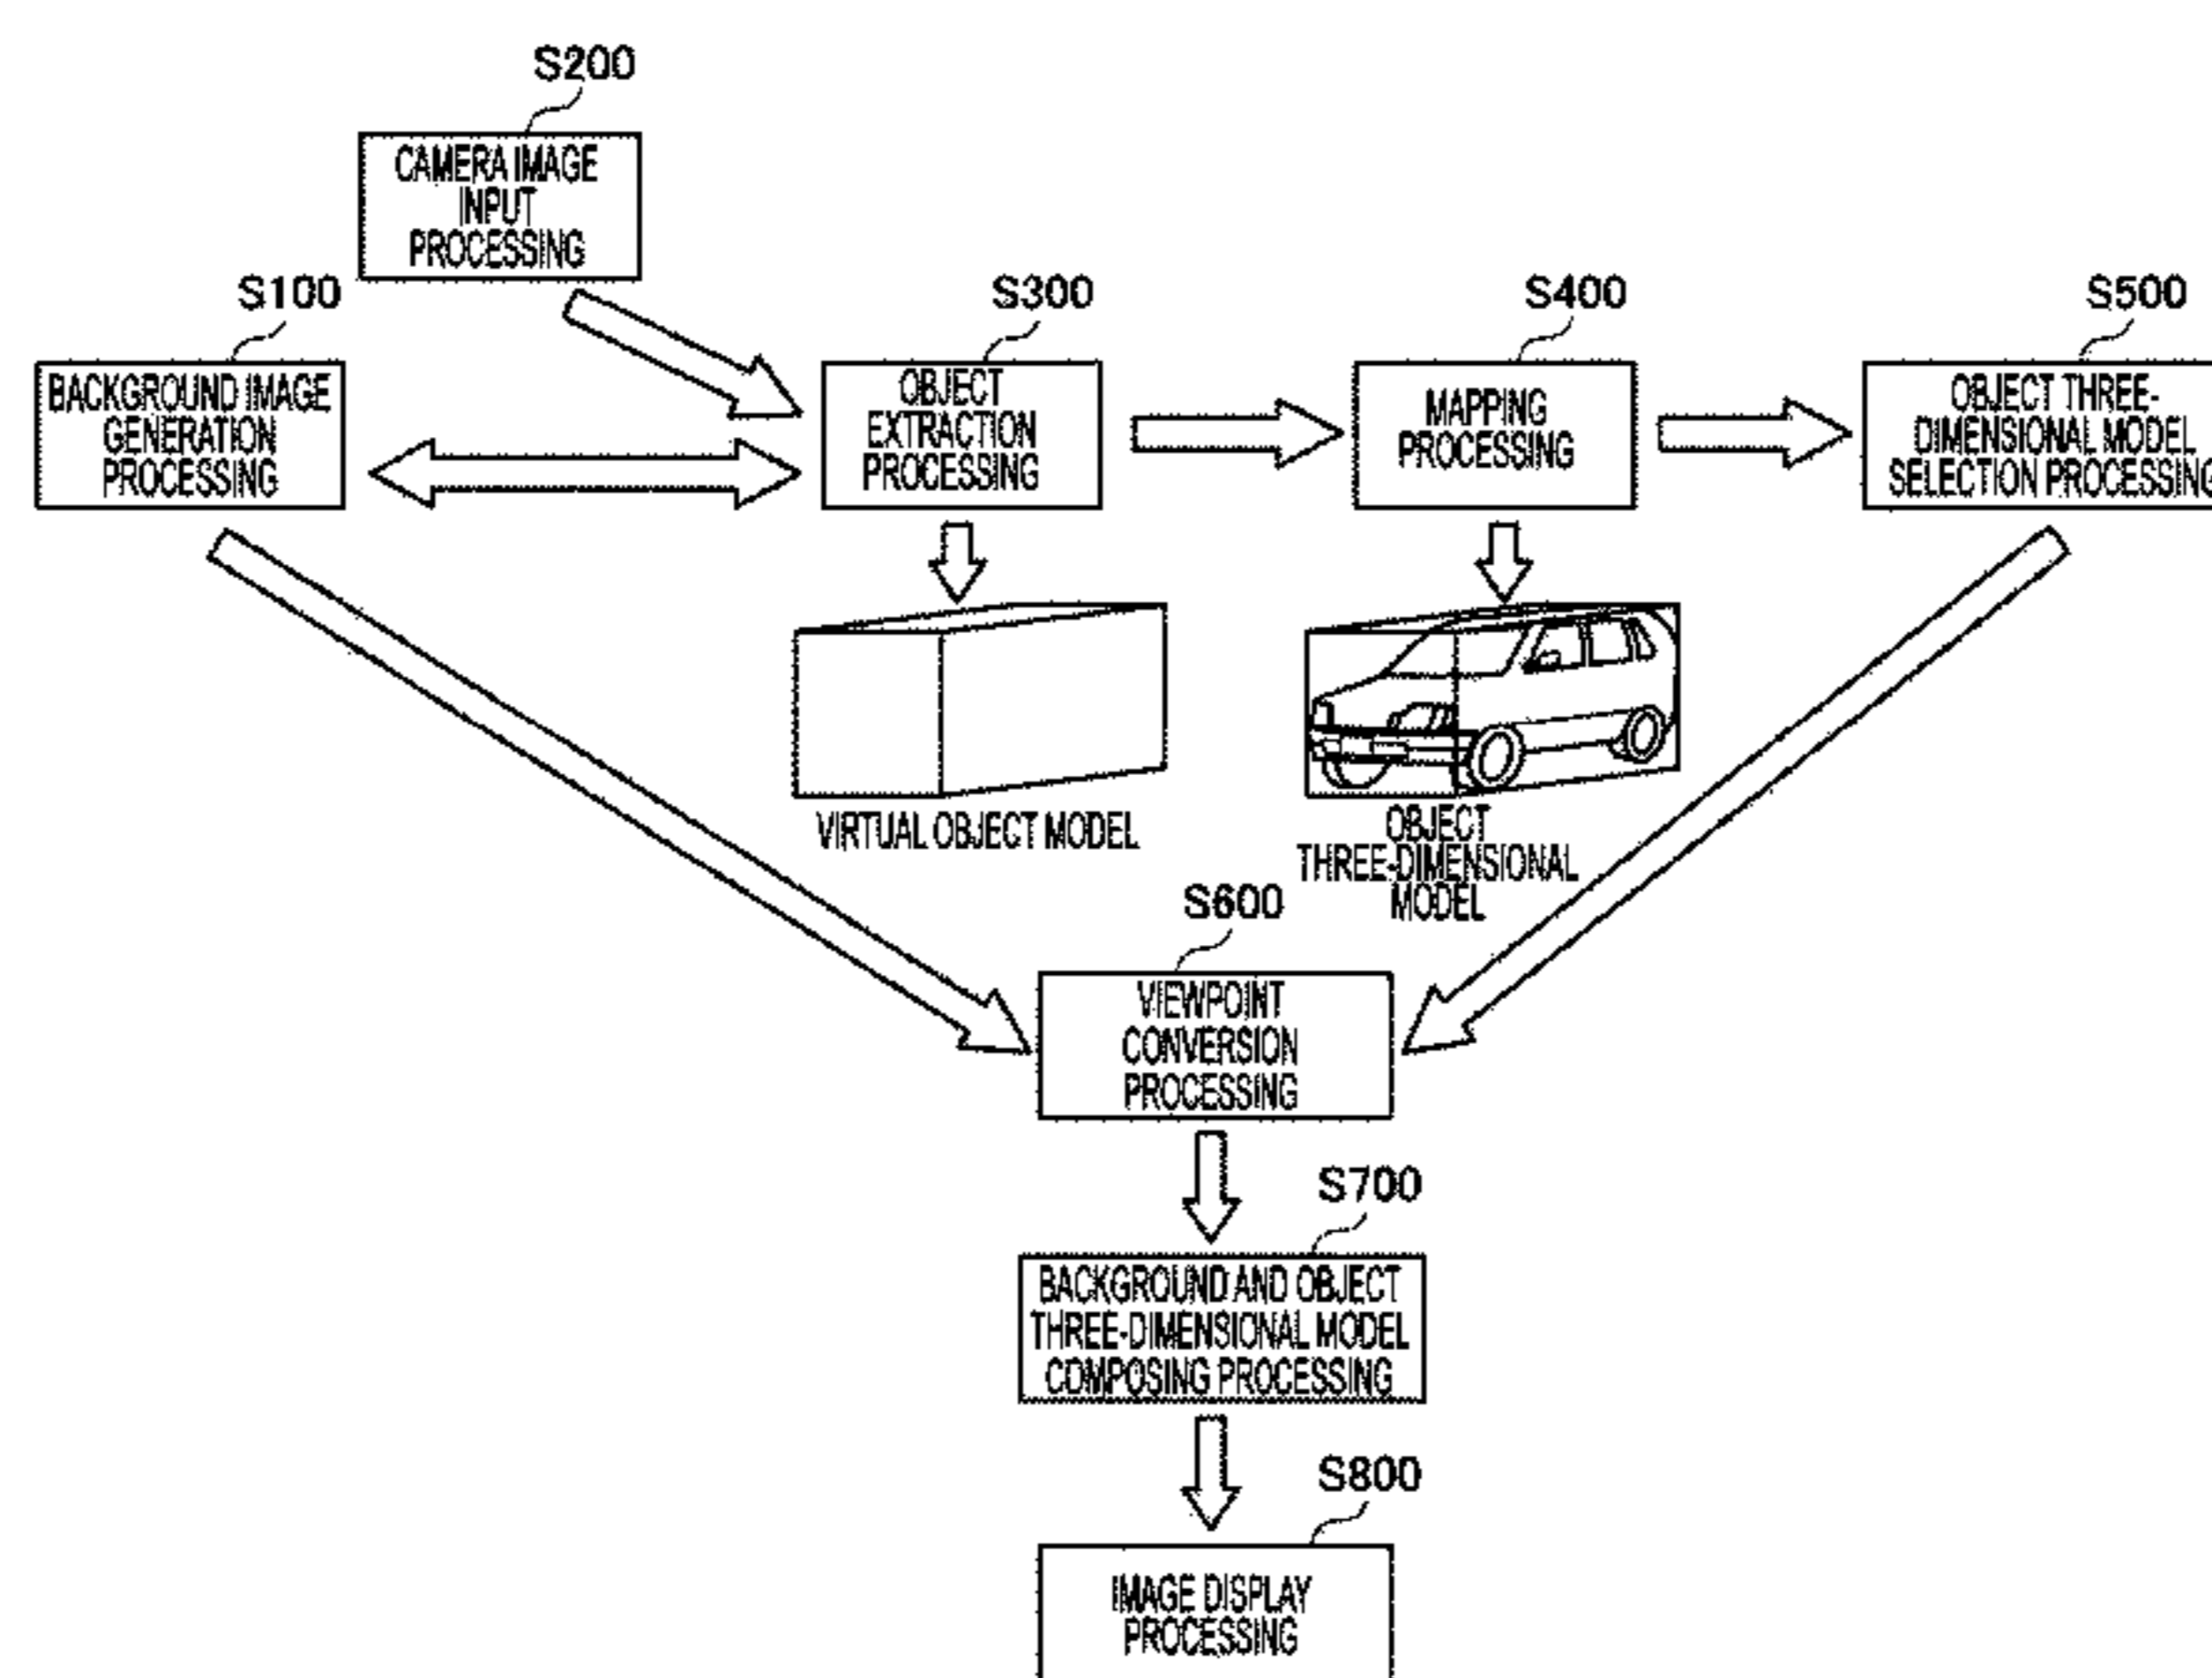 S200
CAMERA IMAGE
INPUT
PROCESSING
S100
BACKGROUND IMAGE
GENERATION
PROCESSING
S300
OBJECT
EXTRACTION
PROCESSING
S400
MAPPING
PROCESSING
S500
OBJECT THREE-
DIMENSIONAL MODEL
SELECTION PROCESSING
VIRTUAL OBJECT MODEL
OBJECT
THREE-DIMENSIONAL
MODEL
S600
VIEWPOINT
CONVERSION
PROCESSING
S700
BACKGROUND AND OBJECT
THREE-DIMENSIONAL MODEL
COMPOSING PROCESSING
S800
IMAGE DISPLAY
PROCESSING